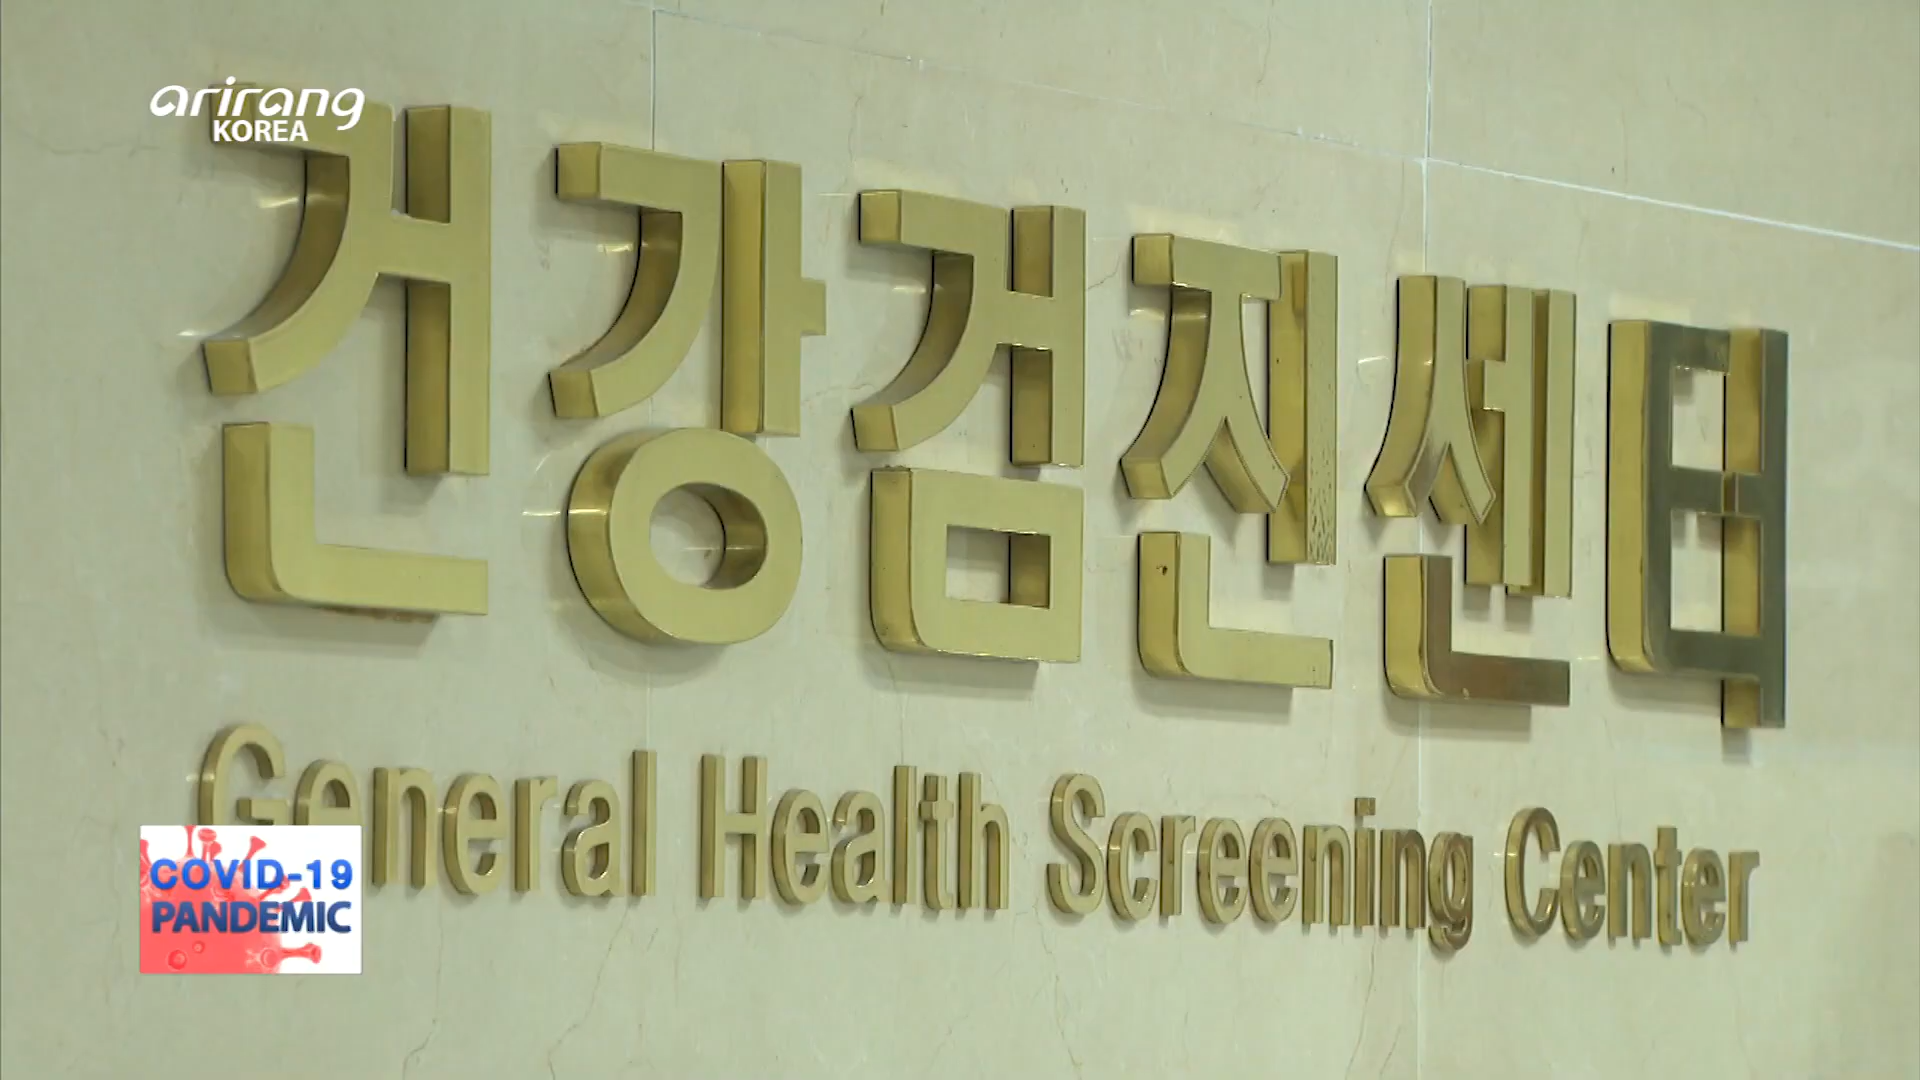 arirang
KOREA
건강검진센터
General Health Screening Center
COVID-19
PANDEMIC